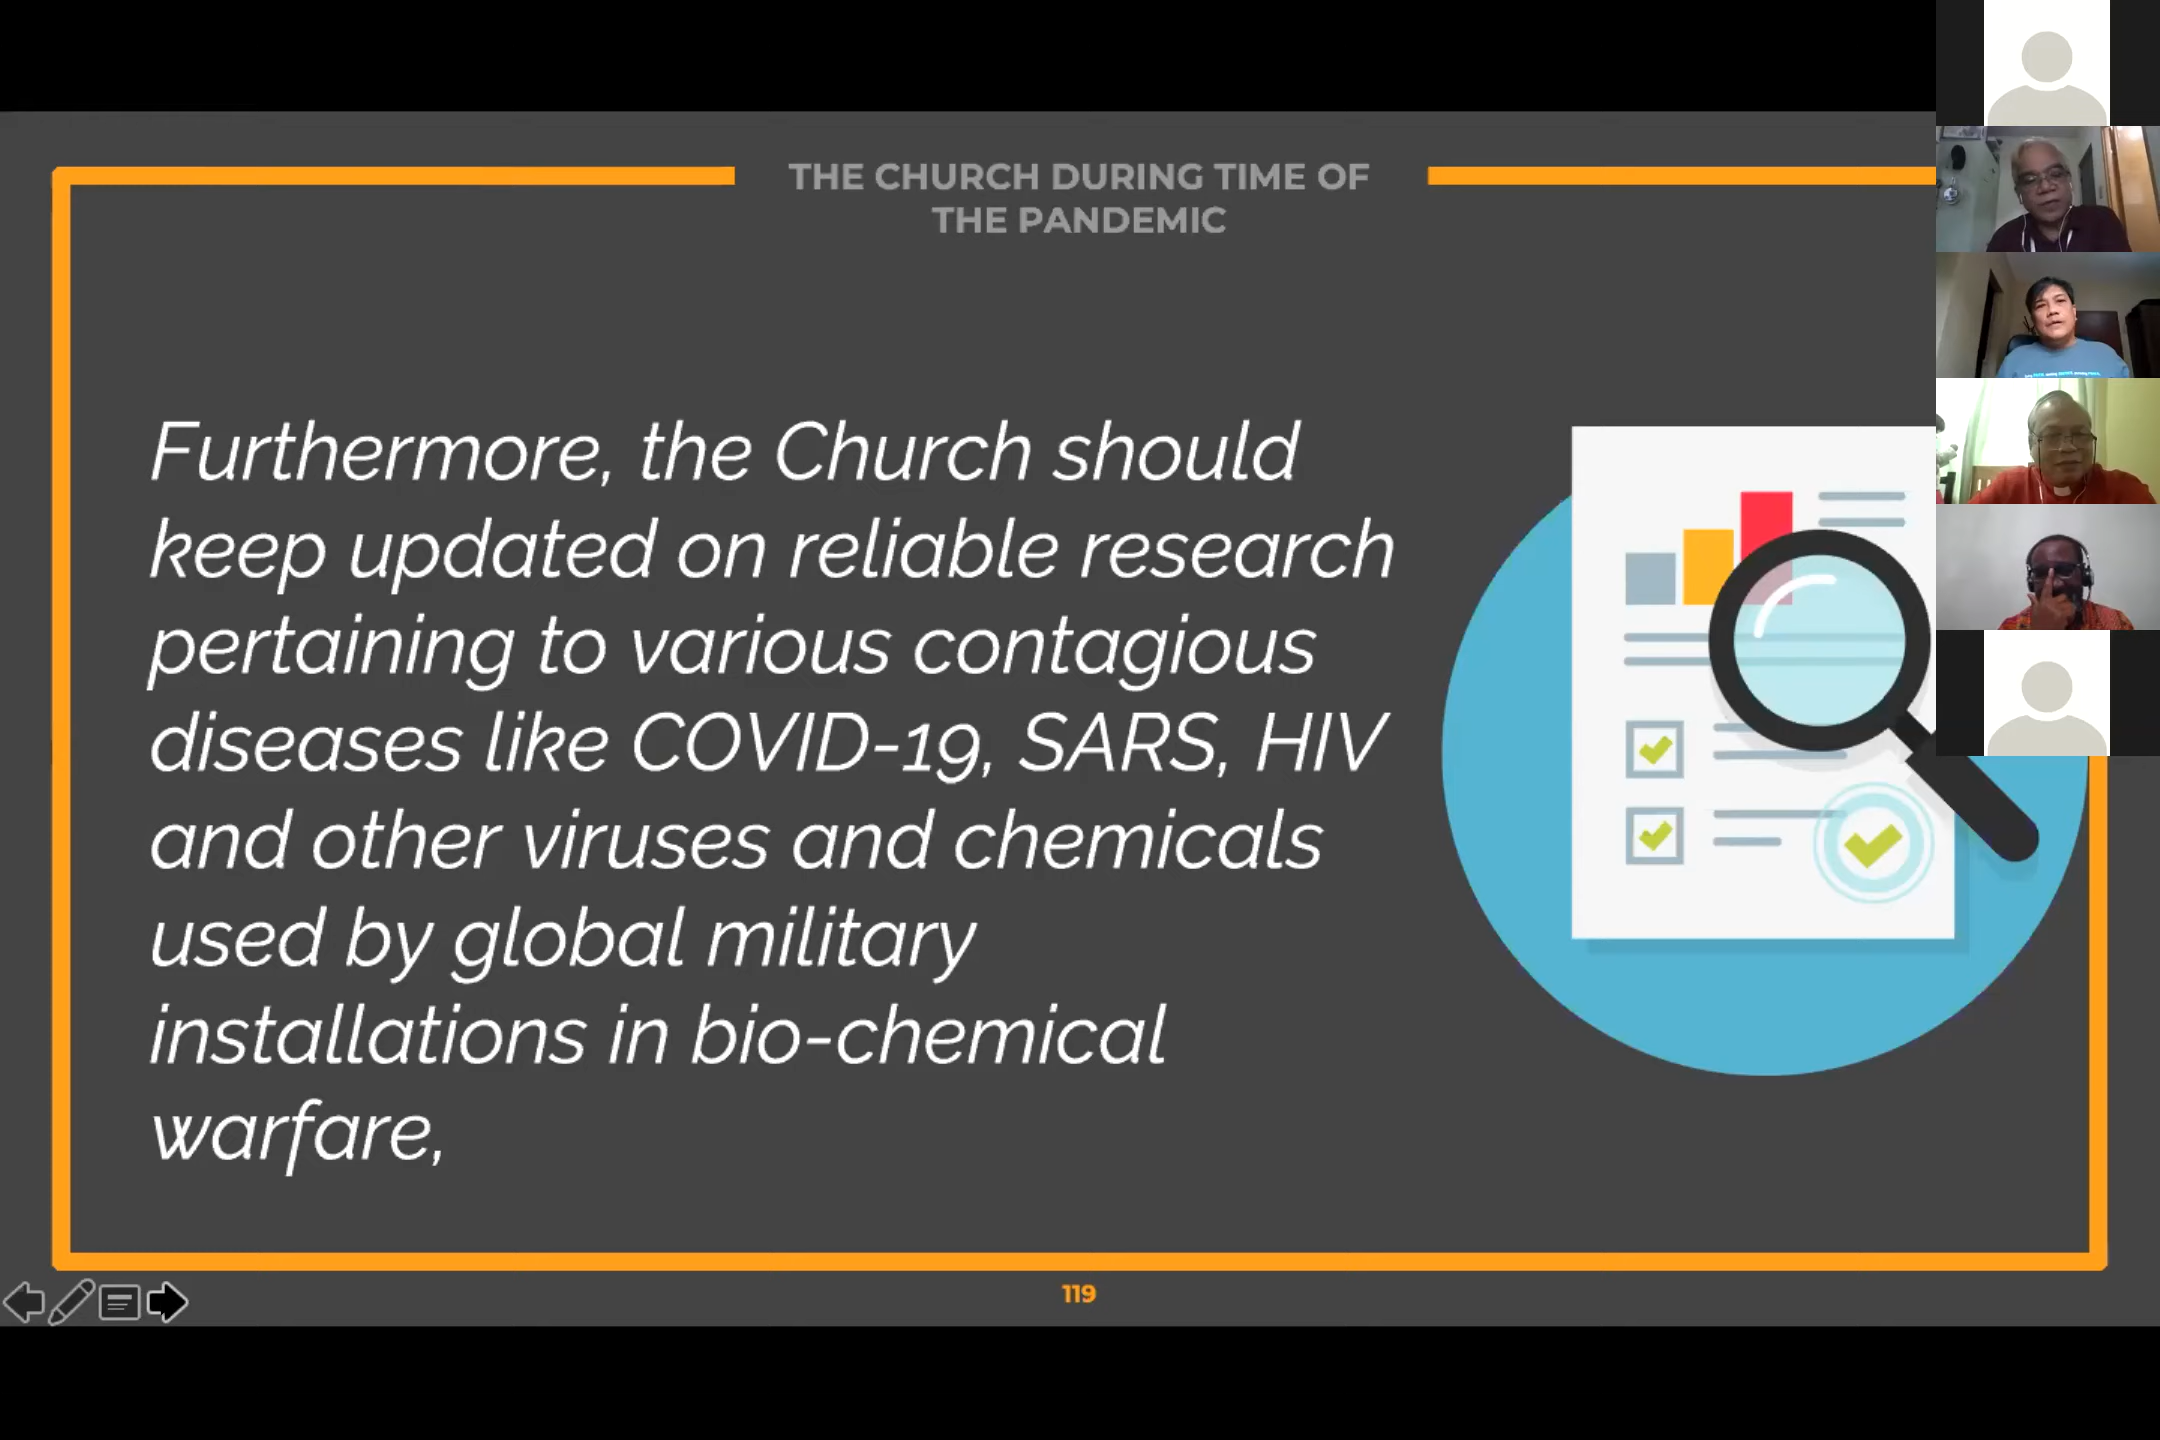 THE CHURCH DURING TIME OF
THE PANDEMIC
Furthermore, the Church should
keep updated on reliable research
pertaining to various contagious
diseases like COVID-19, SARS, HIV
and other viruses and chemicals
used by global military
installations in bio-chemical
warfare,
119